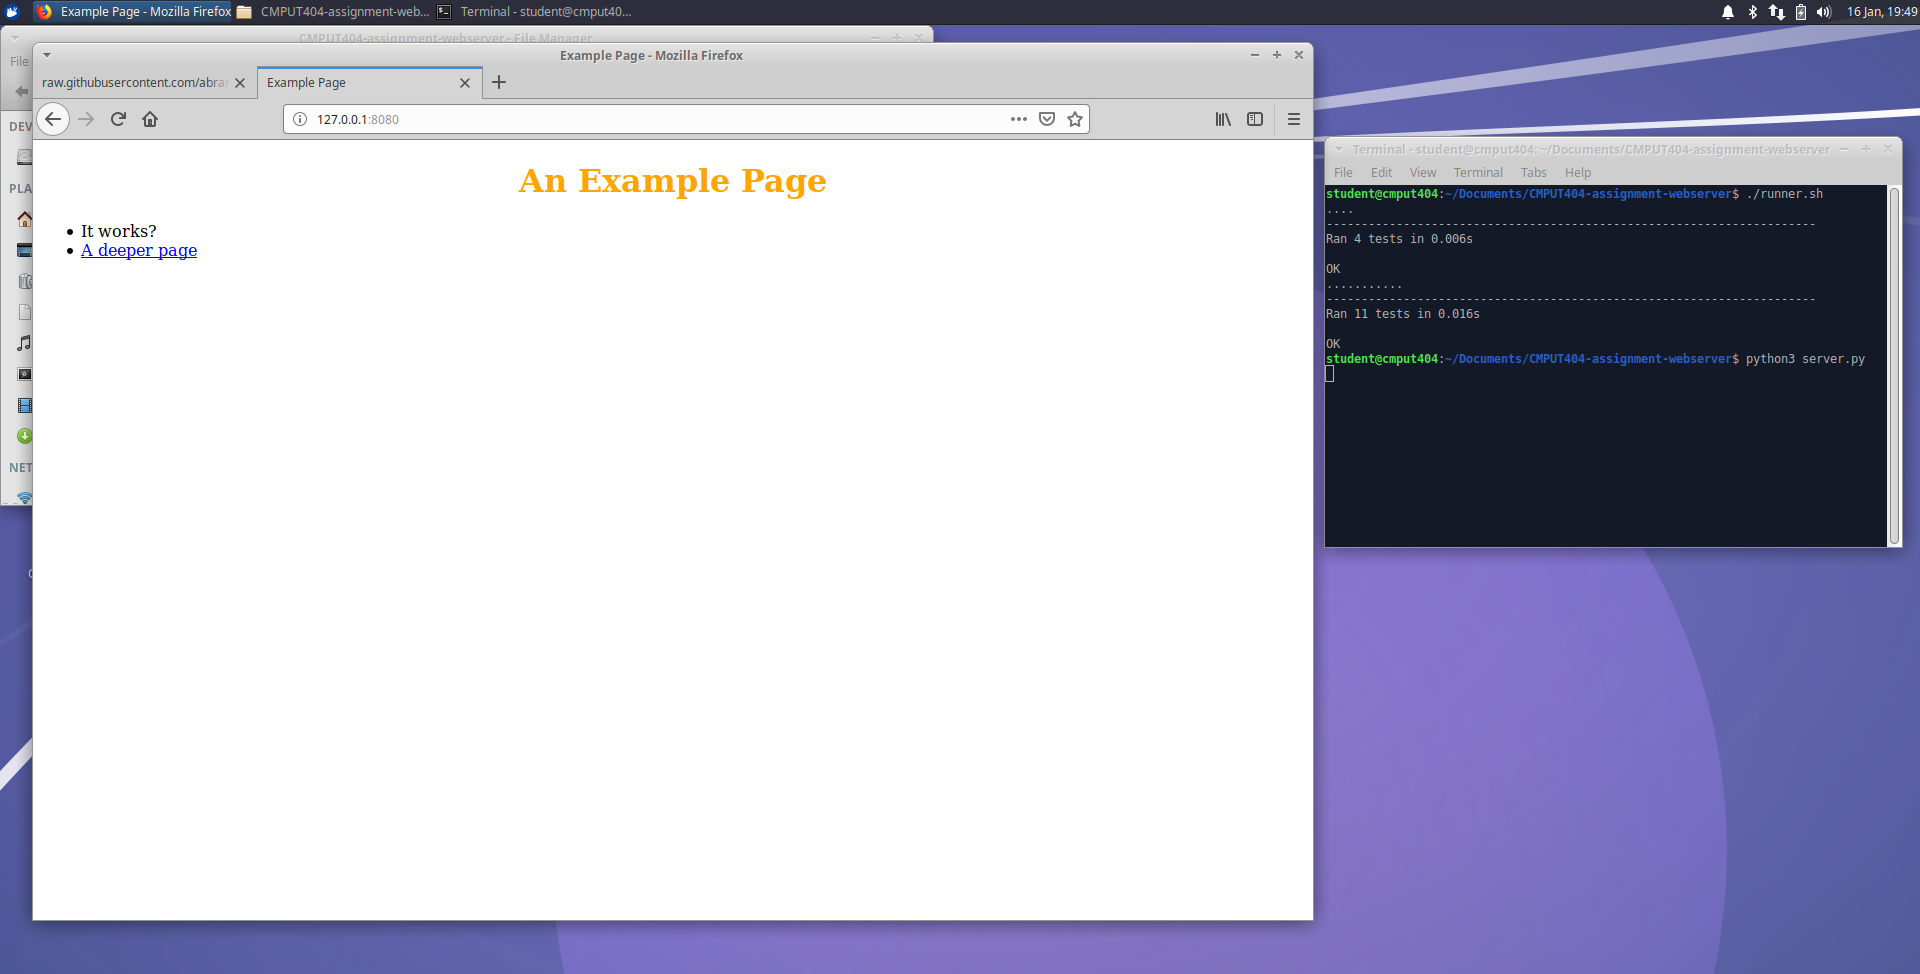 Example Page - Mozilla Firefox
CMPUT404-assignment-web...
Terminal - student@cmput40...
16 Jan, 19:49
CMPUT404-assignment-webserver - File Manager
File
DEV
PLA
NET
Example Page - Mozilla Firefox
raw.githubusercontent.com/abra
Example Page
127.0.0.1:8080
An Example Page
• It works?
• A deeper page
Terminal - student@cmput404: ~/Documents/CMPUT404-assignment-webserver
File Edit View Terminal Tabs Help
student@cmput404:~/Documents/CMPUT404-assignment-webserver$ ./runner.sh
....
----------------------------------------------------------------------
Ran 4 tests in 0.006s
OK
...........
----------------------------------------------------------------------
Ran 11 tests in 0.016s
OK
student@cmput404:~/Documents/CMPUT404-assignment-webserver$ python3 server.py